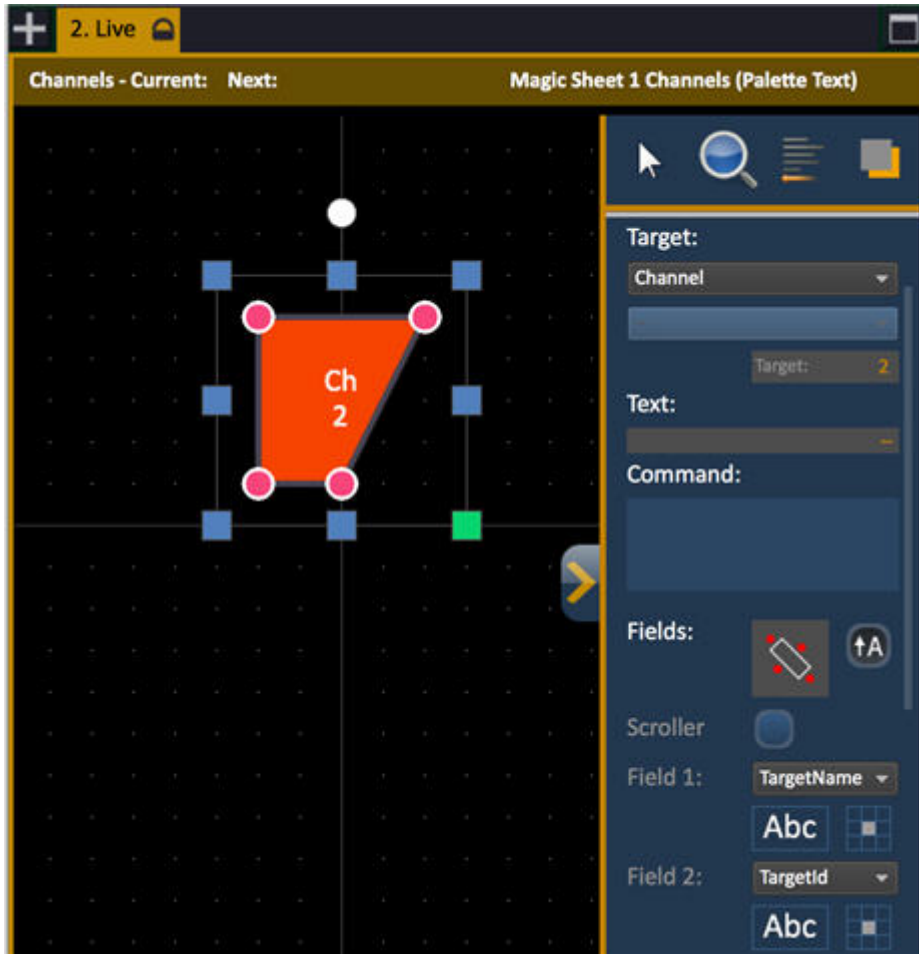 2. Live
Channels - Current: Next:
Magic Sheet 1 Channels (Palette Text)
Ch
2
Target:
Channel
Target: 2
Text:
Command:
Fields:
A
Scroller
Field 1: TargetName
Abc
Field 2: TargetId
Abc